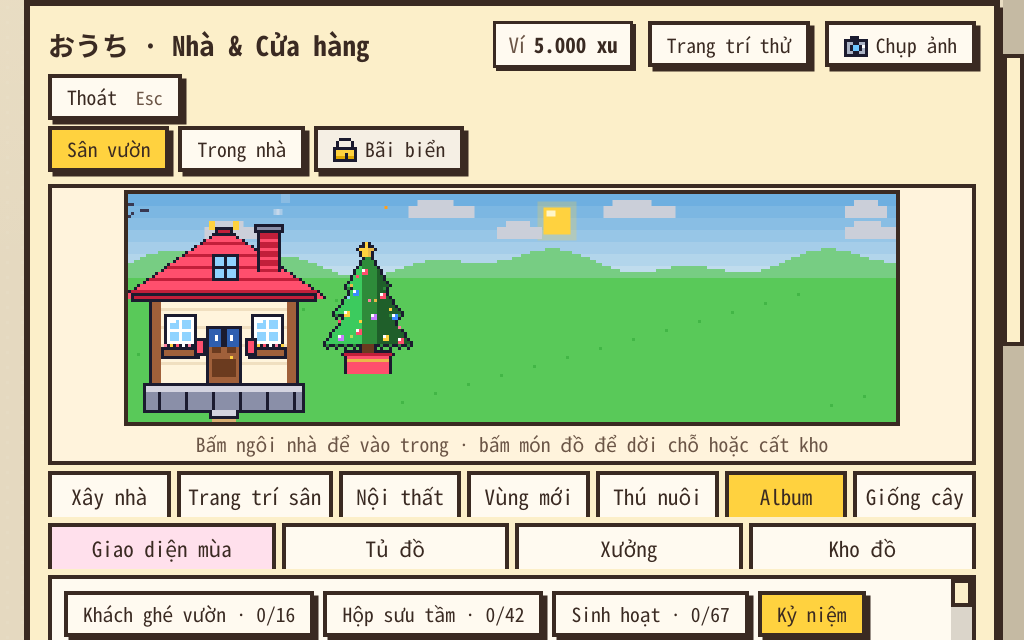 おうち · Nhà & Cửa hàng
Ví 5.000 xu
Trang trí thử
Chụp ảnh
Thoát Esc
Sân vườn
Trong nhà
Bãi biển
Bấm ngôi nhà để vào trong · bấm món đồ để dời chỗ hoặc cất kho
Xây nhà
Trang trí sân
Nội thất
Vùng mới
Thú nuôi
Album
Giống cây
Giao diện mùa
Tủ đồ
Xưởng
Kho đồ
Khách ghé vườn · 0/16
Hộp sưu tầm · 0/42
Sinh hoạt · 0/67
Kỷ niệm